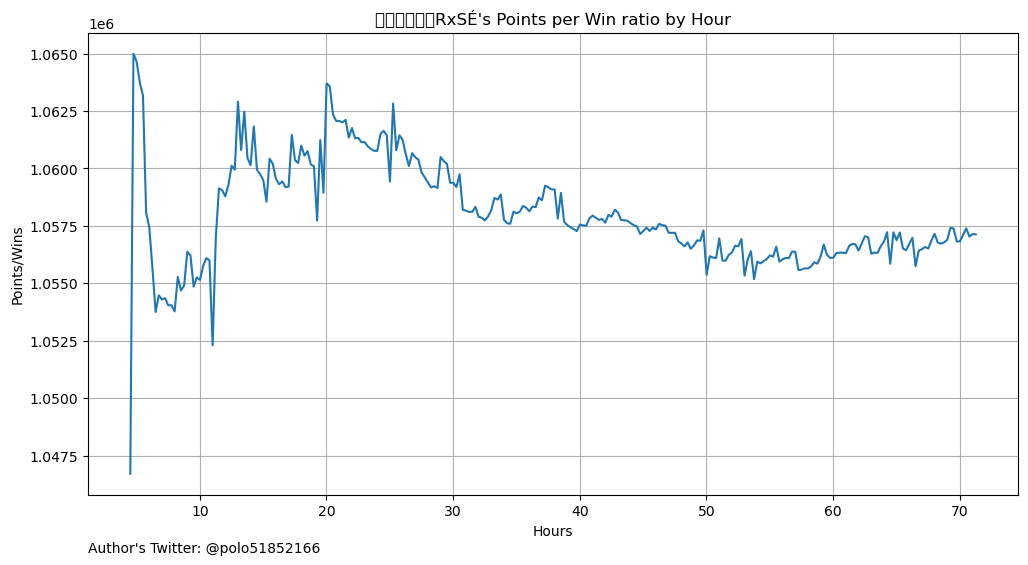 RxSÉ's Points per Win ratio by Hour
1e6
1.0650
1.0625
1.0600
1.0575
1.0550
1.0525
1.0500
1.0475
Points/Wins
10 20 30 40 50 60 70
Hours
Author's Twitter: @polo51852166